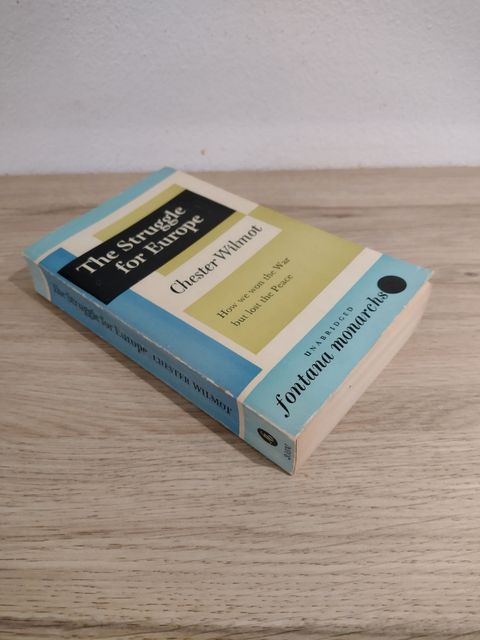 The Struggle
for Europe
Chester Wilmot
How we won the War
but lost the Peace
UNABRIDGED
fontana monarchs
The Struggle for Europe CHESTER WILMOT